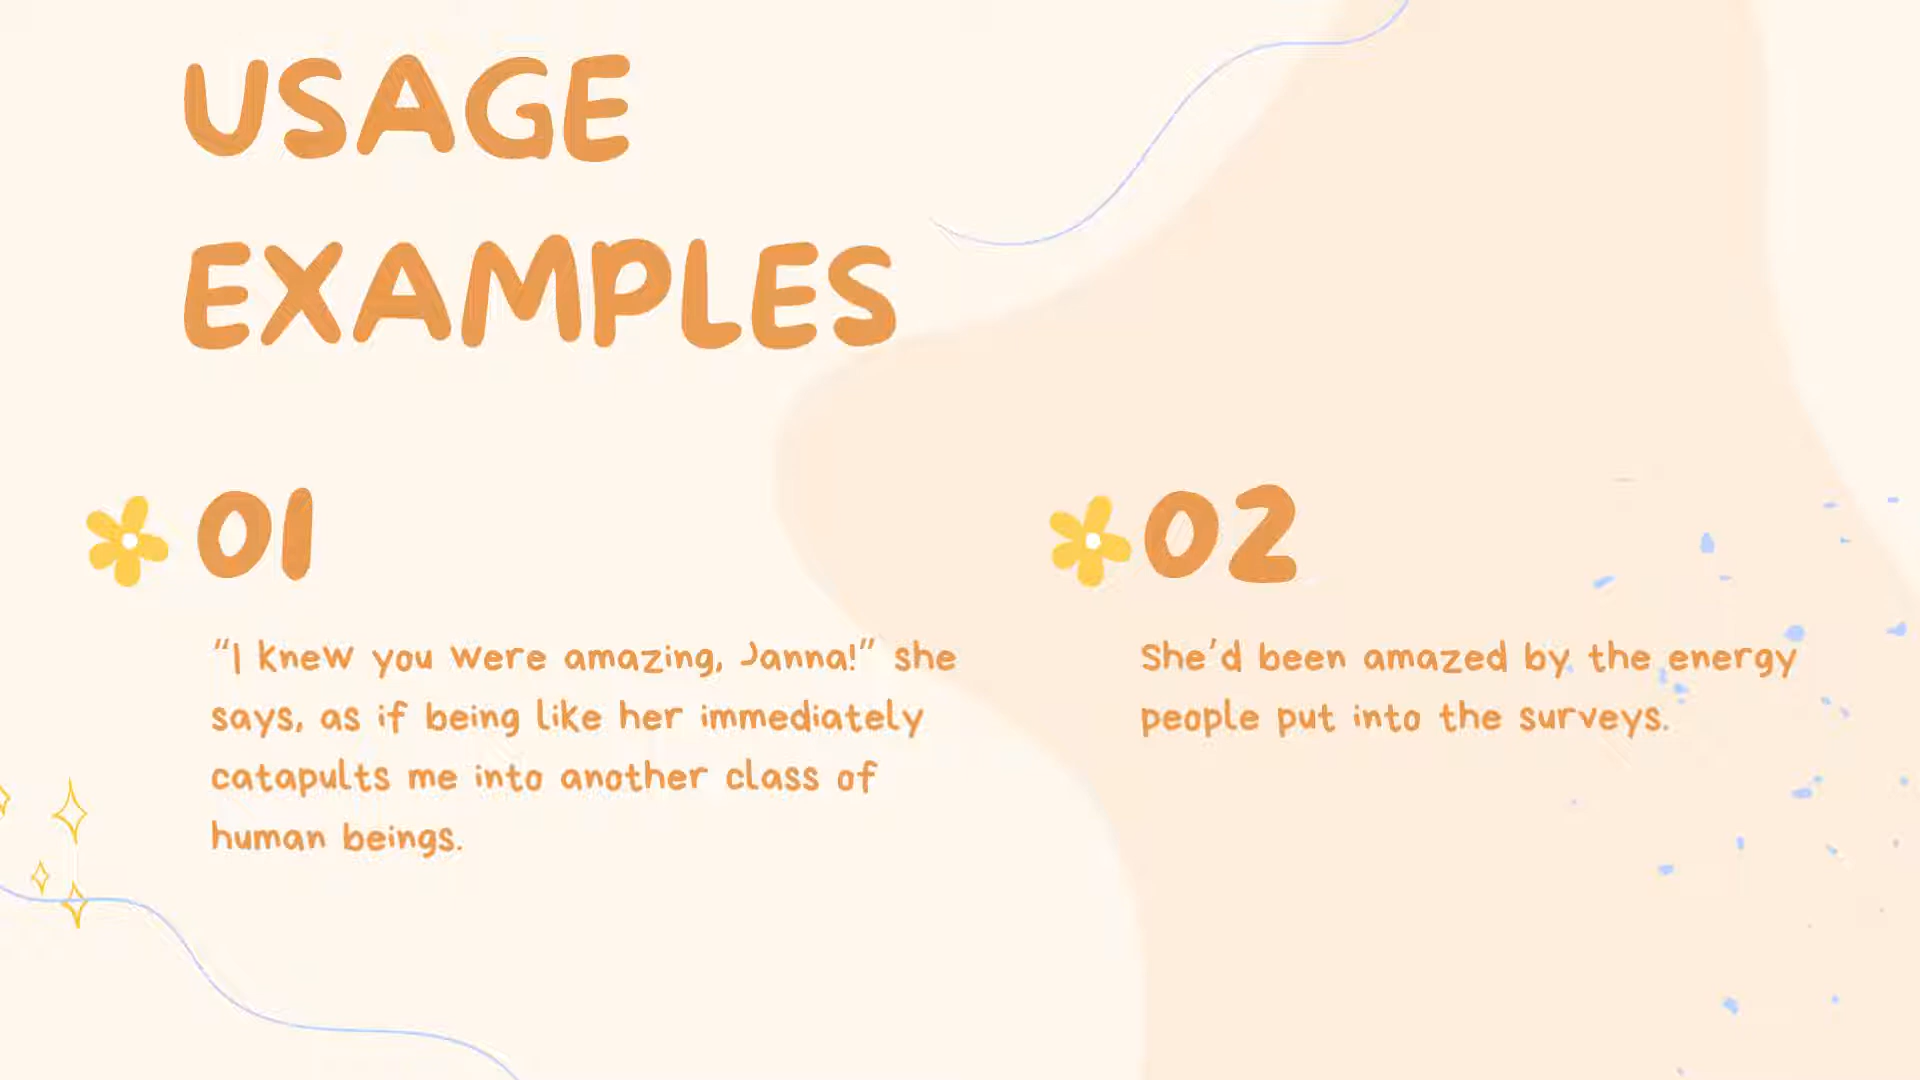 USAGE
EXAMPLES
01
"I knew you were amazing, Janna!" she
says, as if being like her immediately
catapults me into another class of
human beings.
02
She'd been amazed by the energy
people put into the surveys.